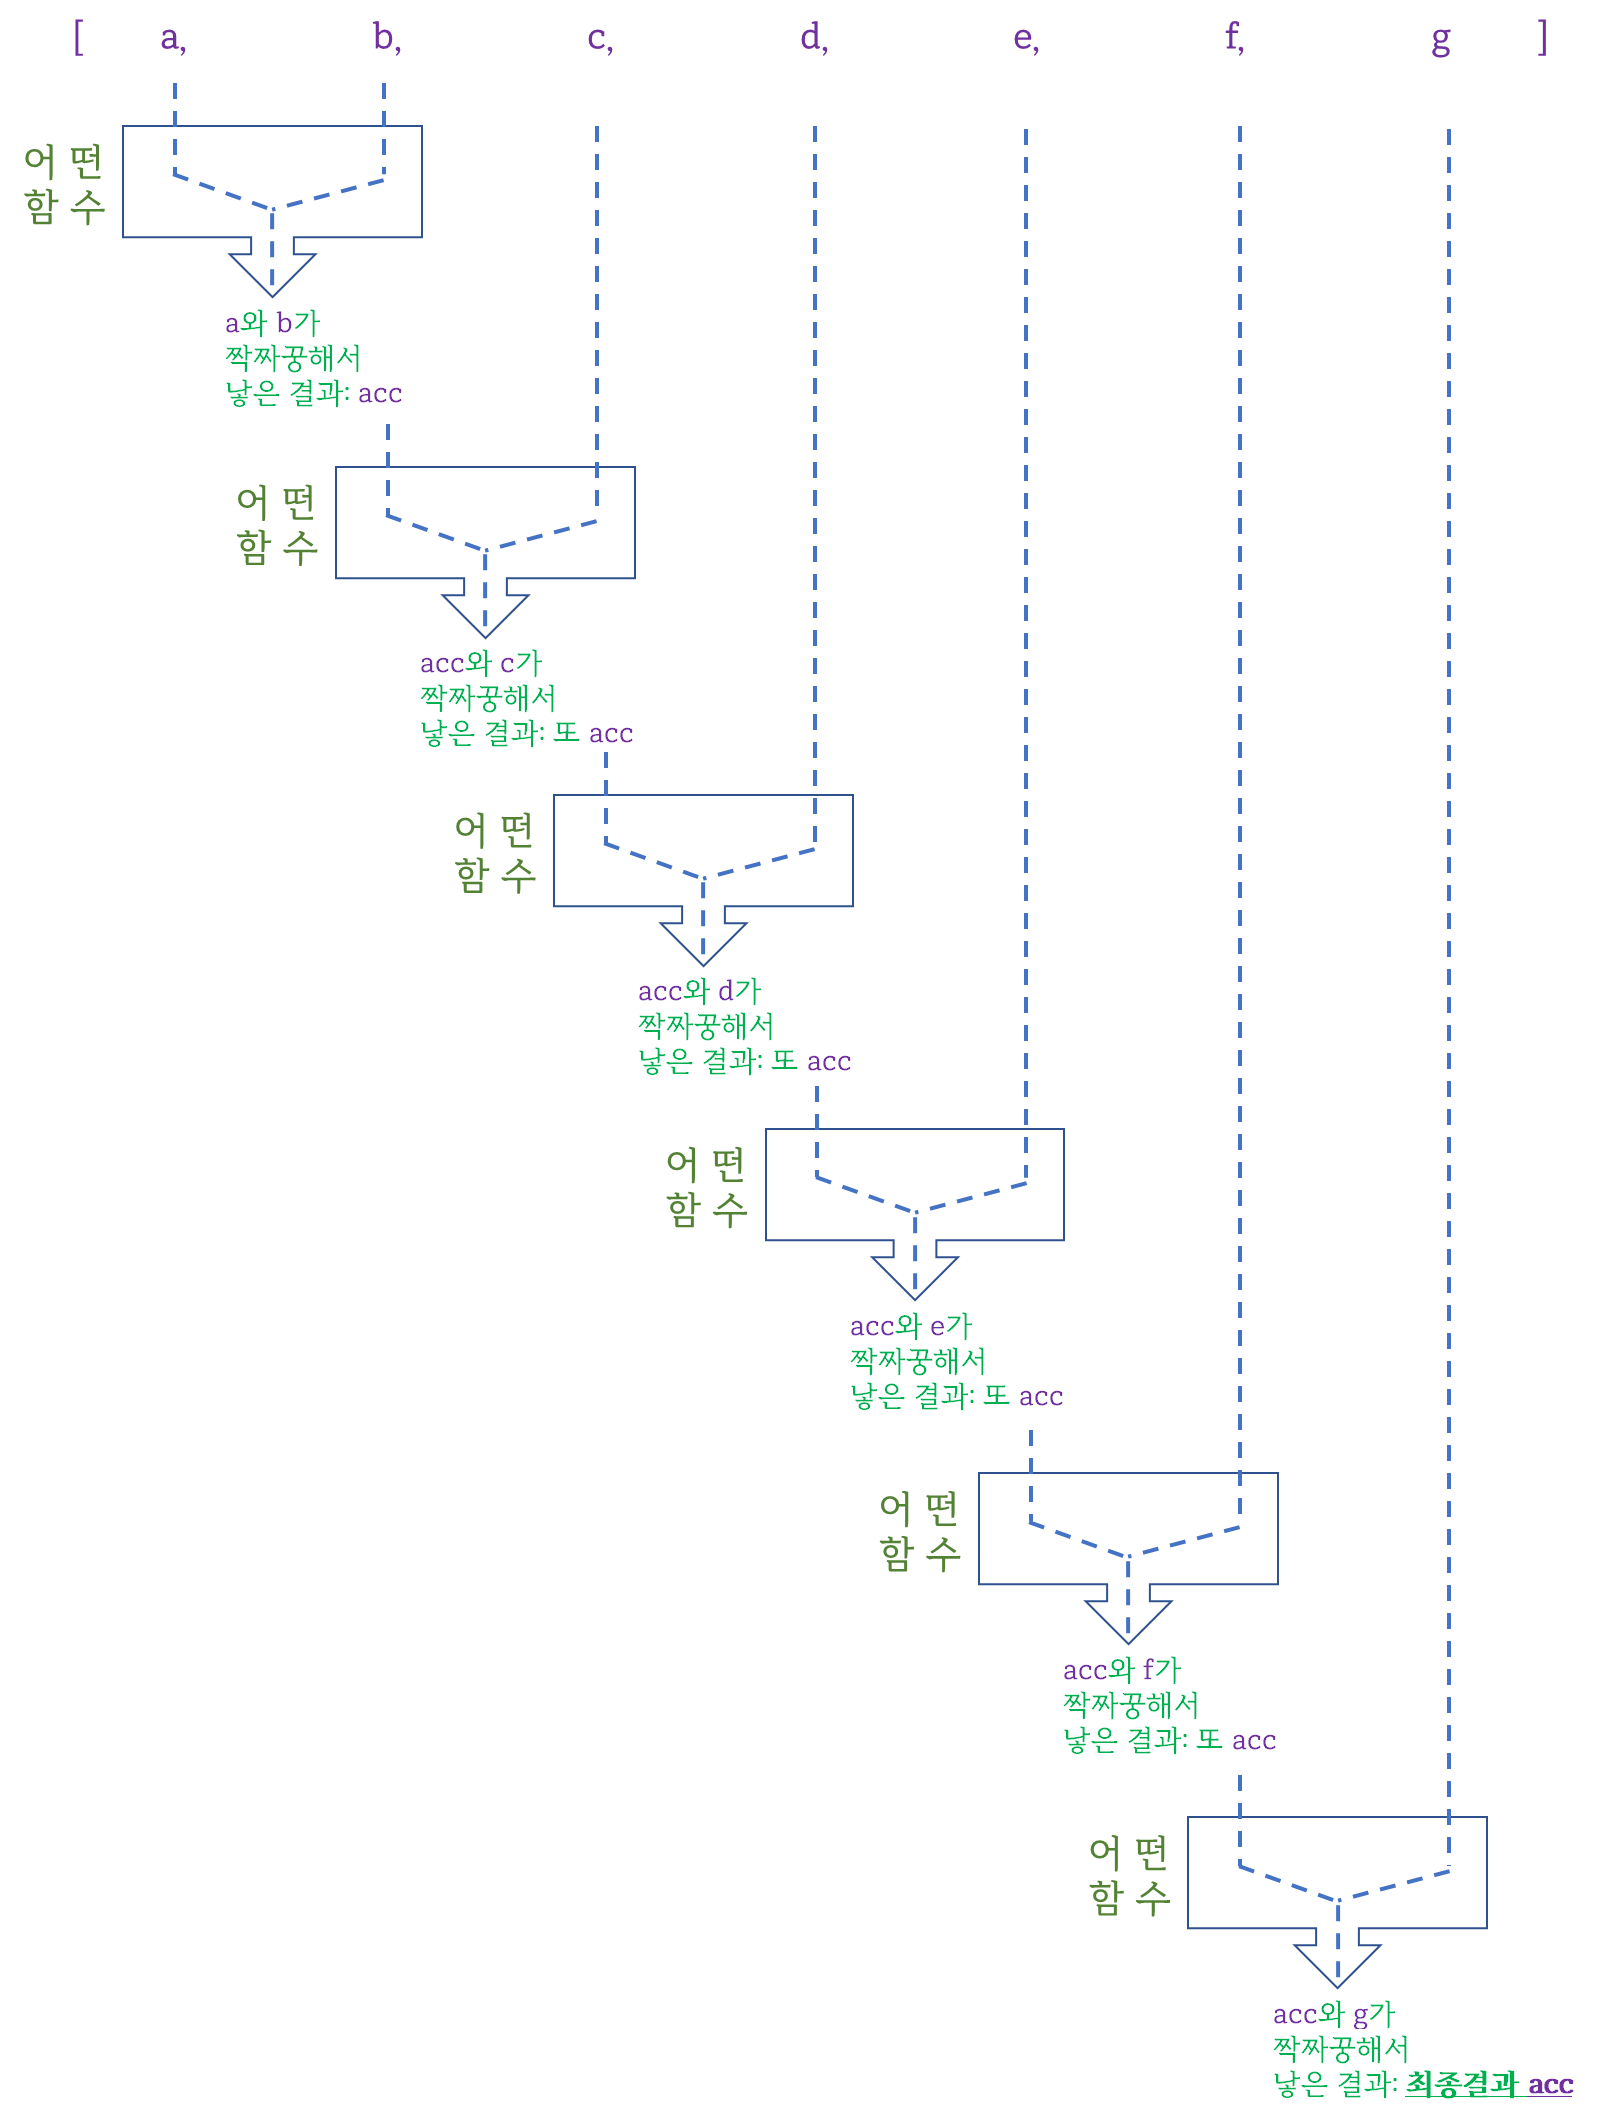 [ a, b, c, d, e, f, g ]
어 떤
함 수
a와 b가
짝짜꿍해서
낳은 결과: acc
어 떤
함 수
acc와 c가
짝짜꿍해서
낳은 결과: 또 acc
어 떤
함 수
acc와 d가
짝짜꿍해서
낳은 결과: 또 acc
어 떤
함 수
acc와 e가
짝짜꿍해서
낳은 결과: 또 acc
어 떤
함 수
acc와 f가
짝짜꿍해서
낳은 결과: 또 acc
어 떤
함 수
acc와 g가
짝짜꿍해서
낳은 결과: 최종결과 acc